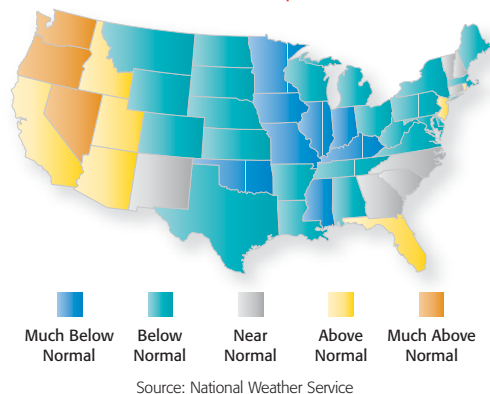 Much Below Normal
Below Normal
Near Normal
Above Normal
Much Above Normal
Source: National Weather Service